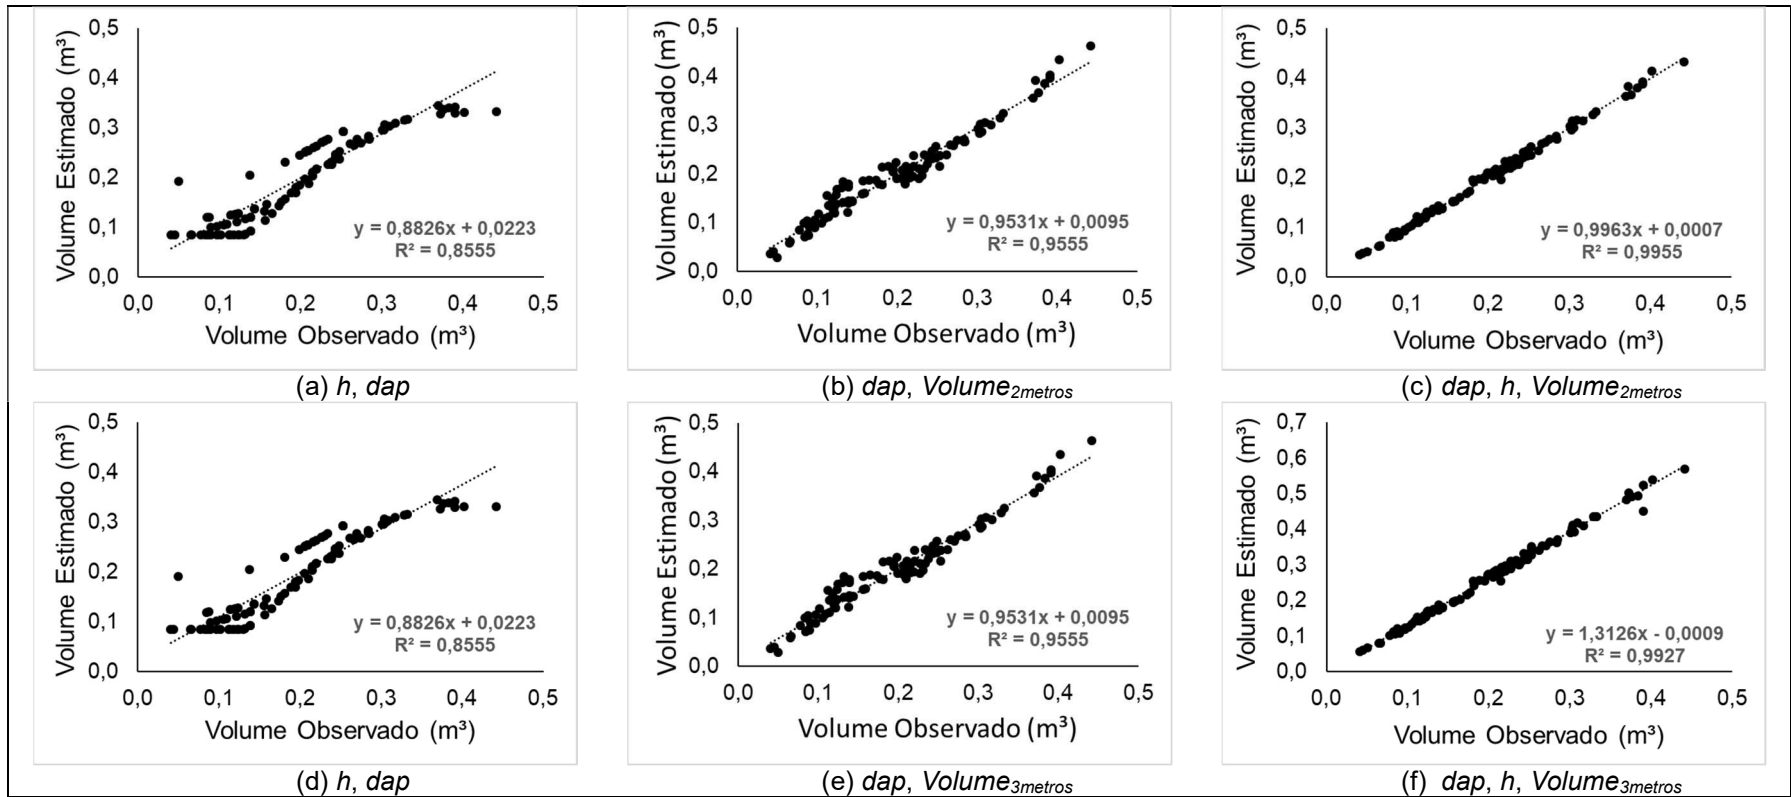 0,5
0,4
0,3
0,2
0,1
0,0
Volume Estimado (m³)
y = 0,8826x + 0,0223
R² = 0,8555
0,0 0,1 0,2 0,3 0,4 0,5
Volume Observado (m³)
(a) h, dap
0,5
0,4
0,3
0,2
0,1
0,0
Volume Estimado (m³)
y = 0,9531x + 0,0095
R² = 0,9555
0,0 0,1 0,2 0,3 0,4 0,5
Volume Observado (m³)
(b) dap, Volume2metros
0,5
0,4
0,3
0,2
0,1
0,0
Volume Estimado (m³)
y = 0,9963x + 0,0007
R² = 0,9955
0,0 0,1 0,2 0,3 0,4 0,5
Volume Observado (m³)
(c) dap, h, Volume2metros
0,5
0,4
0,3
0,2
0,1
0,0
Volume Estimado (m³)
y = 0,8826x + 0,0223
R² = 0,8555
0,0 0,1 0,2 0,3 0,4 0,5
Volume Observado (m³)
(d) h, dap
0,5
0,4
0,3
0,2
0,1
0,0
Volume Estimado (m³)
y = 0,9531x + 0,0095
R² = 0,9555
0,0 0,1 0,2 0,3 0,4 0,5
Volume Observado (m³)
(e) dap, Volume3metros
0,7
0,6
0,5
0,4
0,3
0,2
0,1
0,0
Volume Estimado (m³)
y = 1,3126x - 0,0009
R² = 0,9927
0,0 0,1 0,2 0,3 0,4 0,5
Volume Observado (m³)
(f) dap, h, Volume3metros